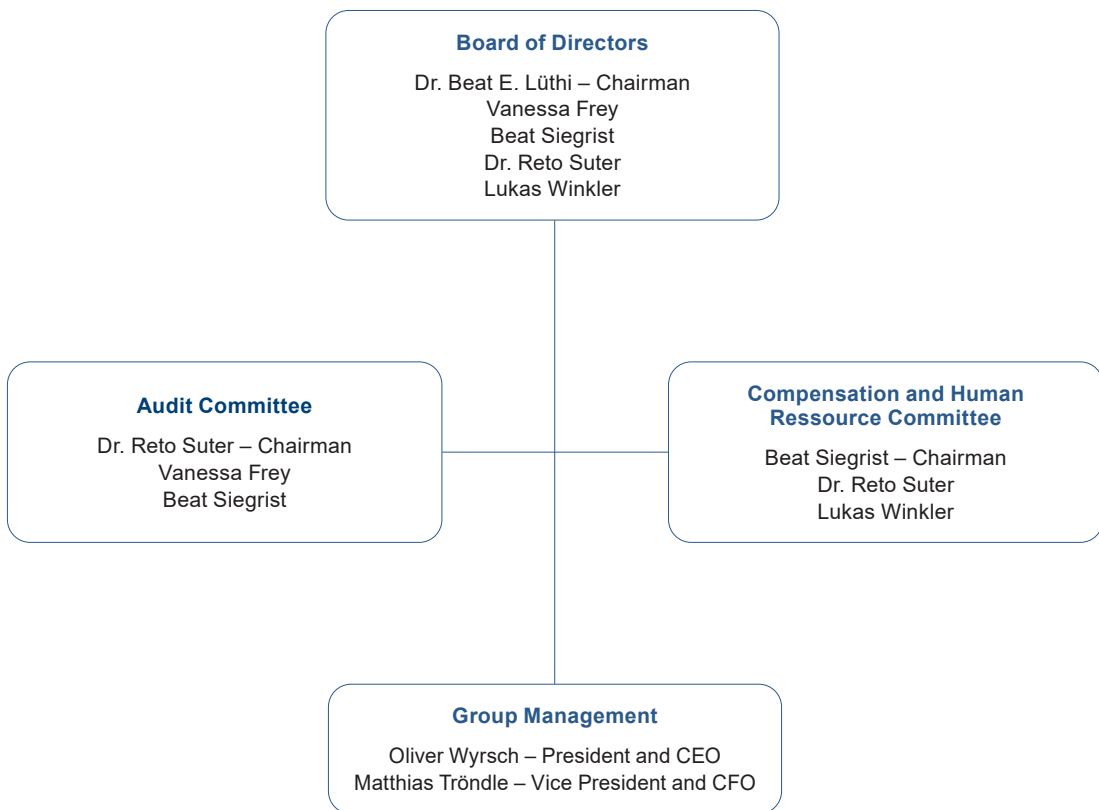 Board of Directors
Dr. Beat E. Lüthi – Chairman
Vanessa Frey
Beat Siegrist
Dr. Reto Suter
Lukas Winkler
Audit Committee
Dr. Reto Suter – Chairman
Vanessa Frey
Beat Siegrist
Compensation and Human
Ressource Committee
Beat Siegrist – Chairman
Dr. Reto Suter
Lukas Winkler
Group Management
Oliver Wyrsch – President and CEO
Matthias Tröndle – Vice President and CFO